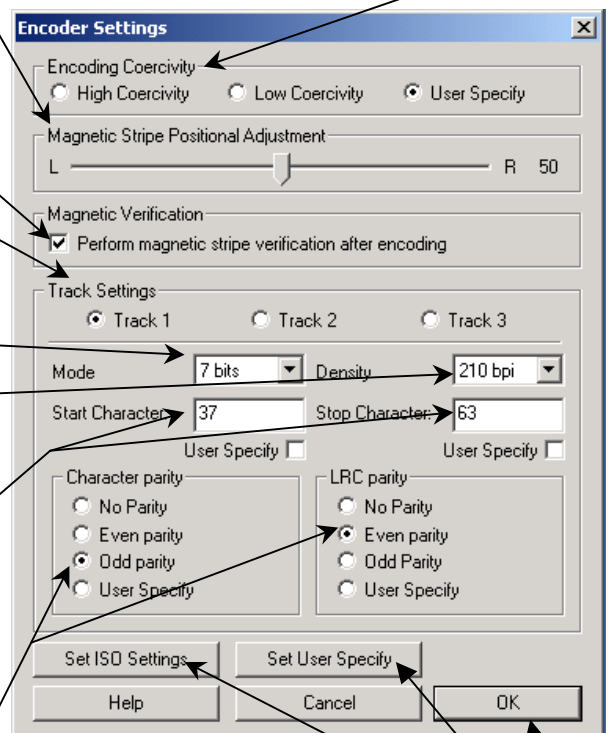 Encoder Settings
Encoding Coercivity
High Coercivity Low Coercivity User Specify
Magnetic Stripe Positional Adjustment
L R 50
Magnetic Verification
Perform magnetic stripe verification after encoding
Track Settings
Track 1 Track 2 Track 3
Mode 7 bits Density 210 bpi
Start Character: 37 Stop Character: 63
User Specify User Specify
Character parity LRC parity
No Parity No Parity
Even parity Even parity
Odd parity Odd Parity
User Specify User Specify
Set ISO Settings Set User Specify
Help Cancel OK